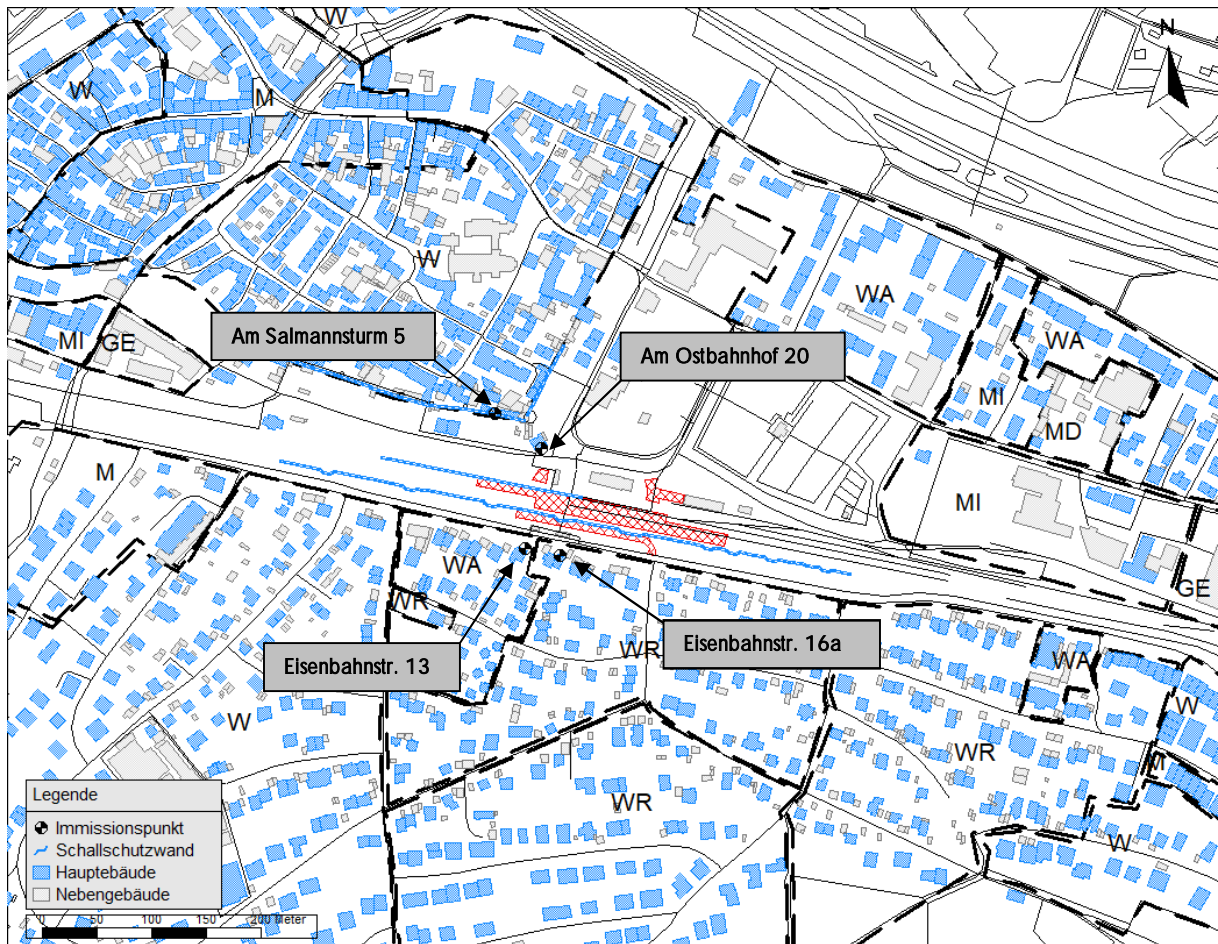 W
N
W
M
W
WA
Am Salmannsturm 5
Am Ostbahnhof 20
MI
GE
WA
MI
MD
M
MI
WA
GE
WR
Eisenbahnstr. 13
Eisenbahnstr. 16a
WR
WA
W
W
WR
M
WR
W
Legende
Immissionspunkt
Schallschutzwand
Hauptebäude
Nebengebäude
0 50 100 150 200 Meter